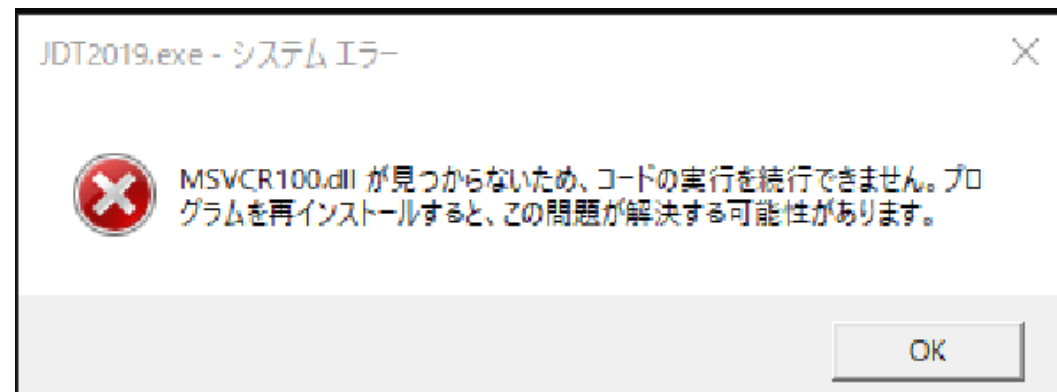 JDT2019.exe - システム エラー
MSVCR100.dll が見つからないため、コードの実行を続行できません。プロ
グラムを再インストールすると、この問題が解決する可能性があります。
OK